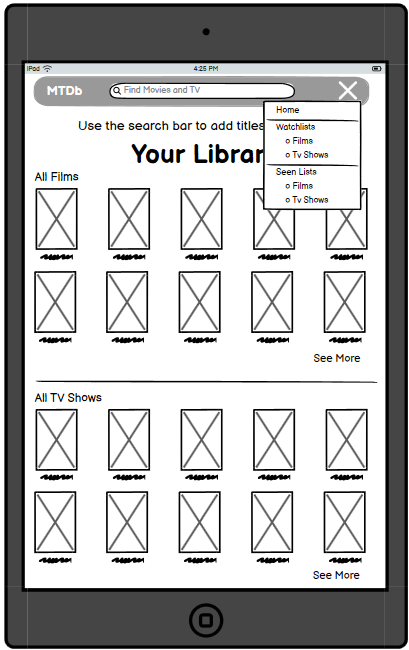 iPod
4:25 PM
MTDb
Find Movies and TV
Home
Watchlists
o Films
o Tv Shows
Seen Lists
o Films
o Tv Shows
Use the search bar to add titles
Your Librar
All Films
See More
All TV Shows
See More